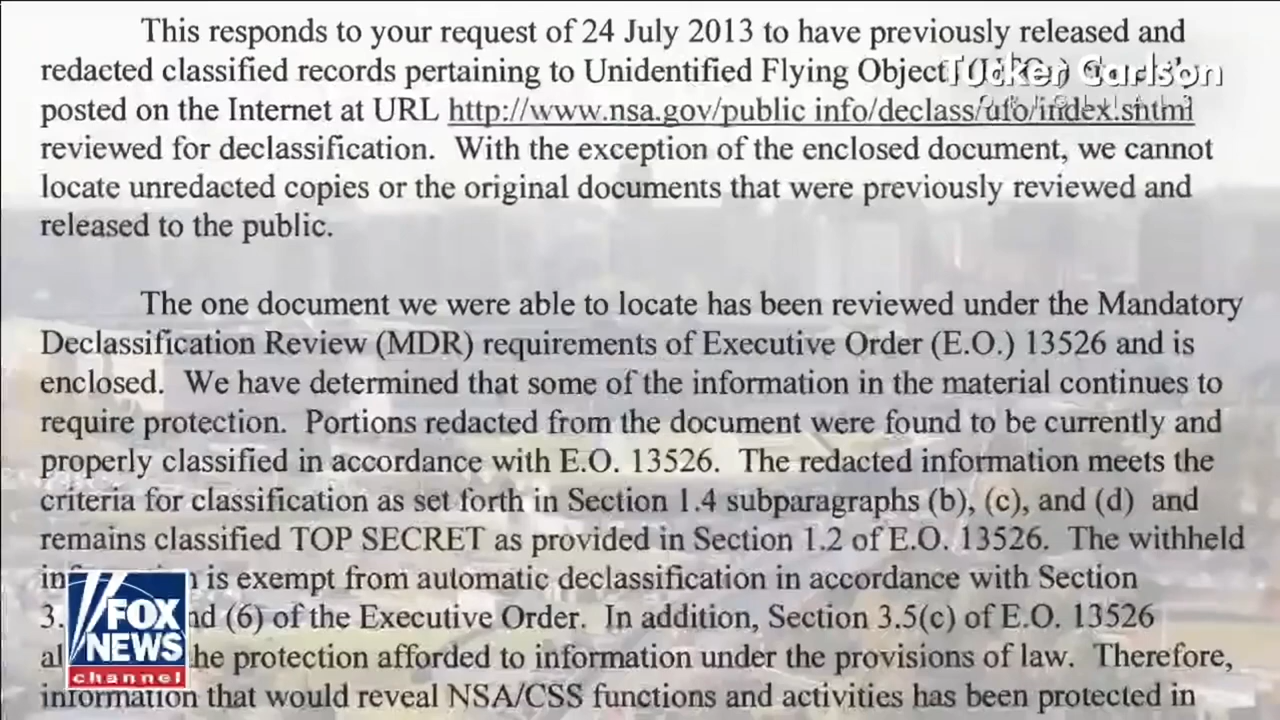 This responds to your request of 24 July 2013 to have previously released and
redacted classified records pertaining to Unidentified Flying Object
Tucker Carlson
posted on the Internet at URL http://www.nsa.gov/public info/declass/ufo/index.shtml
ORIGINALS
reviewed for declassification. With the exception of the enclosed document, we cannot
locate unredacted copies or the original documents that were previously reviewed and
released to the public.
The one document we were able to locate has been reviewed under the Mandatory
Declassification Review (MDR) requirements of Executive Order (E.O.) 13526 and is
enclosed. We have determined that some of the information in the material continues to
require protection. Portions redacted from the document were found to be currently and
properly classified in accordance with E.O. 13526. The redacted information meets the
criteria for classification as set forth in Section 1.4 subparagraphs (b), (c), and (d) and
remains classified TOP SECRET as provided in Section 1.2 of E.O. 13526. The withheld
is exempt from automatic declassification in accordance with Section
3. (6) of the Executive Order. In addition, Section 3.5(c) of E.O. 13526
the protection afforded to information under the provisions of law. Therefore,
information that would reveal NSA/CSS functions and activities has been protected in
FOX
NEWS
channel